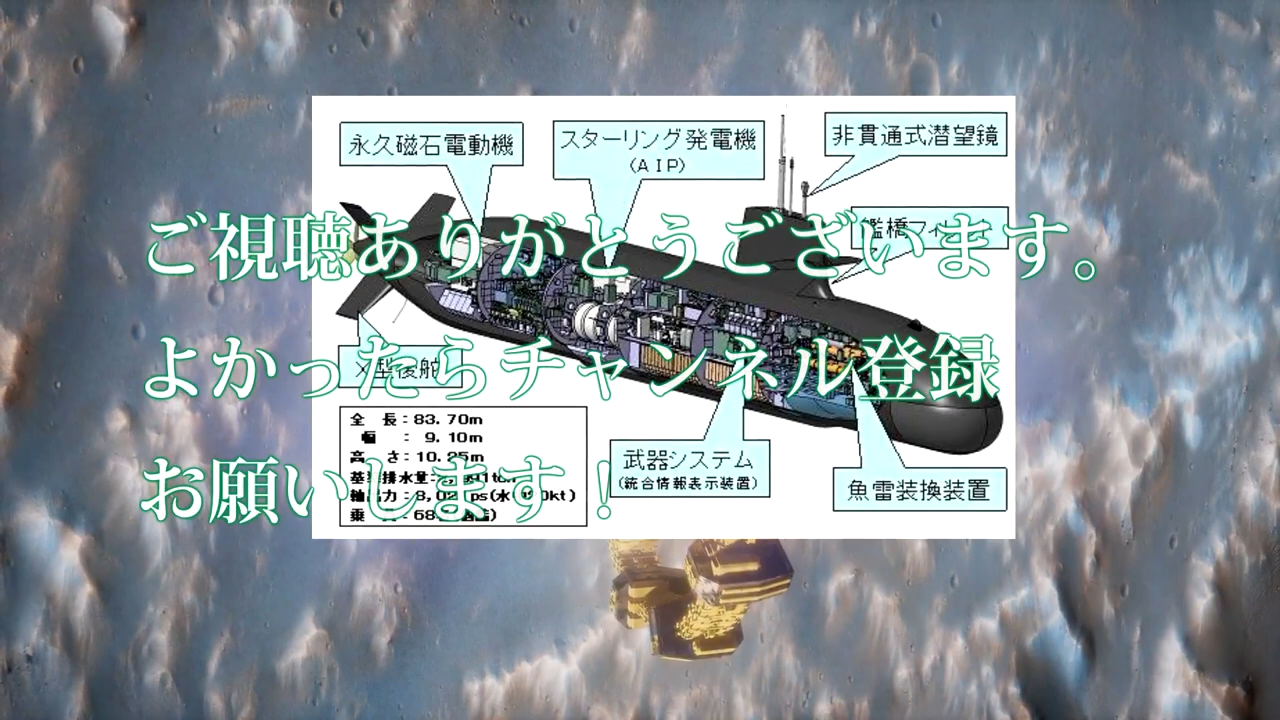 永久磁石電動機
スターリング発電機
(AIP)
非貫通式潜望鏡
ご視聴ありがとうございます。
よかったらチャンネル登録
お願いします！
X型後舵
全 長：83.70m
幅 ：9.10m
高 さ：10.25m
武器システム
(統合情報表示装置)
魚雷装換装置